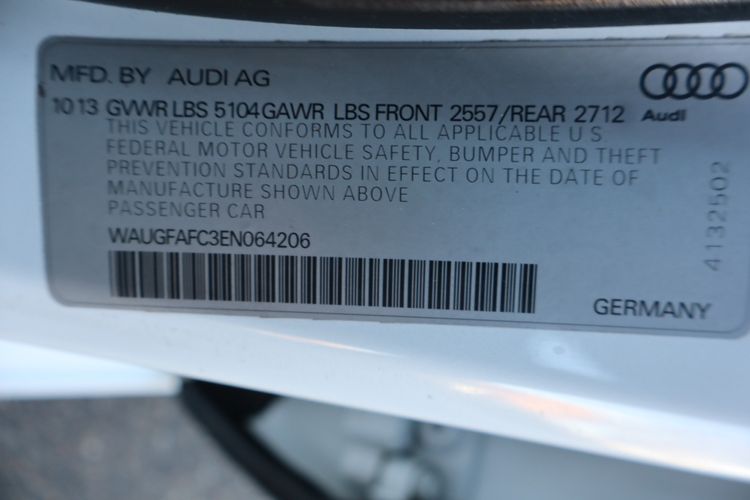 MFD. BY AUDI AG
10 13 GVWR LBS 5104 GAWR LBS FRONT 2557/REAR 2712
Audi
THIS VEHICLE CONFORMS TO ALL APPLICABLE U S
FEDERAL MOTOR VEHICLE SAFETY, BUMPER AND THEFT
PREVENTION STANDARDS IN EFFECT ON THE DATE OF
MANUFACTURE SHOWN ABOVE
PASSENGER CAR
WAUGFAFC3EN064206
4132502
GERMANY